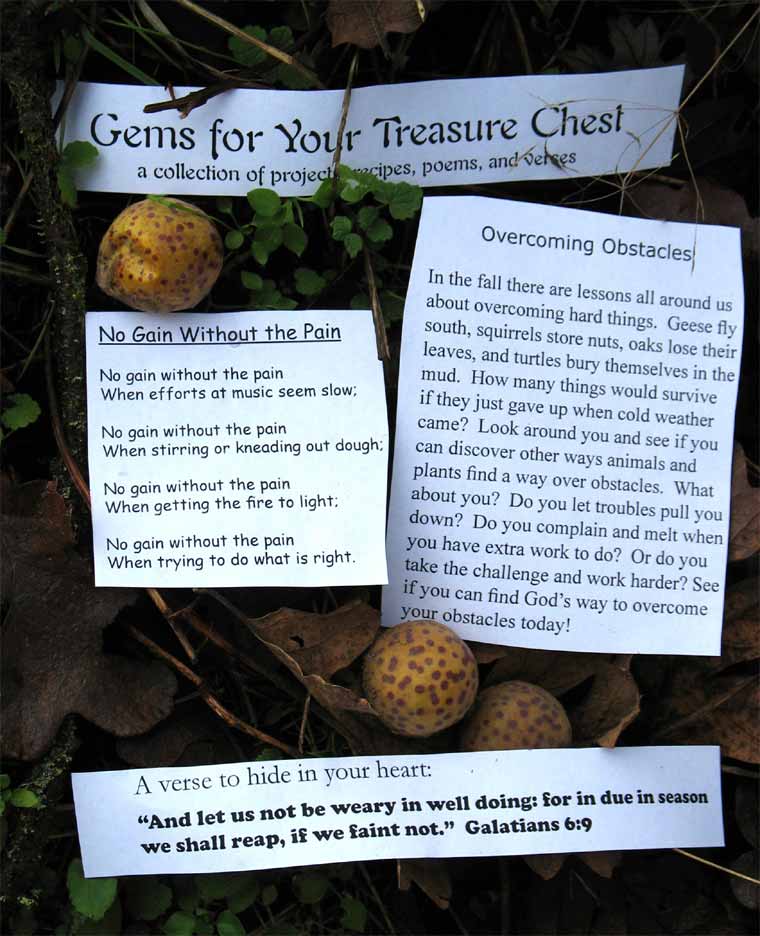 Gems for Your Treasure Chest
a collection of projects, recipes, poems, and verses
No Gain Without the Pain
No gain without the pain
When efforts at music seem slow;
No gain without the pain
When stirring or kneading out dough;
No gain without the pain
When getting the fire to light;
No gain without the pain
When trying to do what is right.
Overcoming Obstacles
In the fall there are lessons all around us
about overcoming hard things. Geese fly
south, squirrels store nuts, oaks lose their
leaves, and turtles bury themselves in the
mud. How many things would survive
if they just gave up when cold weather
came? Look around you and see if you
can discover other ways animals and
plants find a way over obstacles. What
about you? Do you let troubles pull you
down? Do you complain and melt when
you have extra work to do? Or do you
take the challenge and work harder? See
if you can find God's way to overcome
your obstacles today!
A verse to hide in your heart:
“And let us not be weary in well doing: for in due in season
we shall reap, if we faint not.” Galatians 6:9